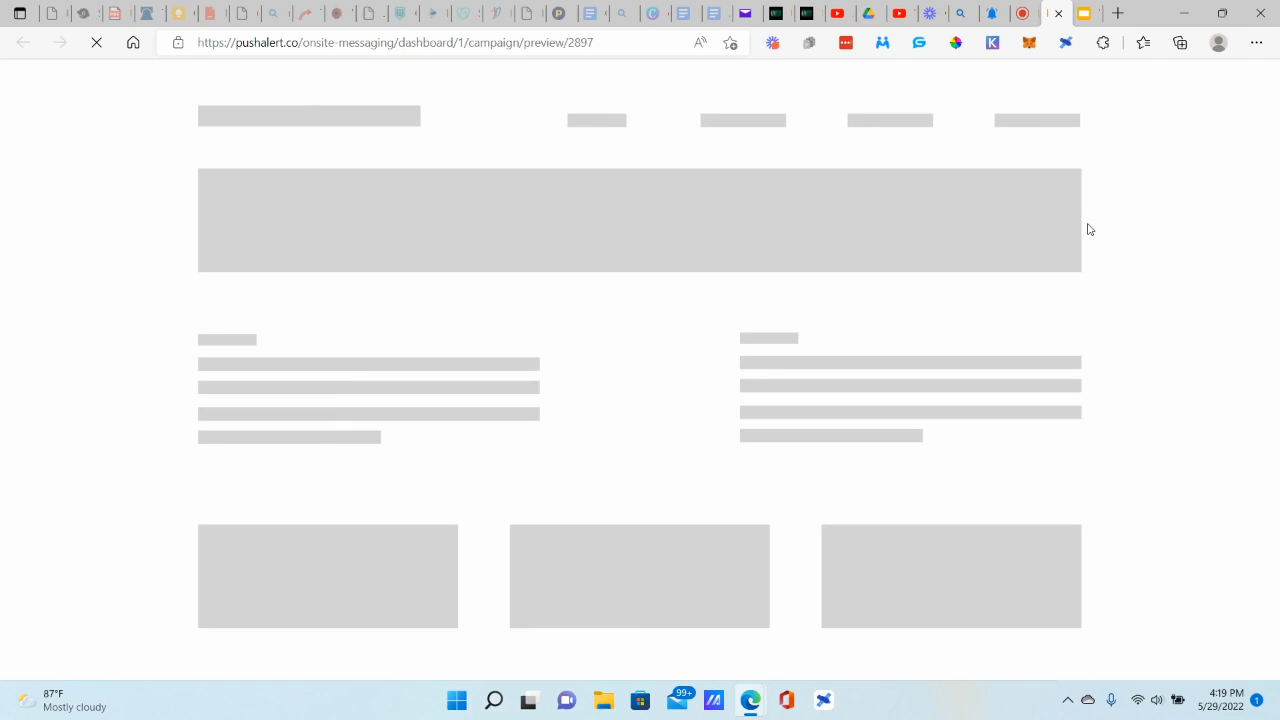 https://pushalert.co/onsite-messaging/dashboard/1/campaign/preview/2897
87°F
Mostly cloudy
99+
4:19 PM
5/29/2022
1